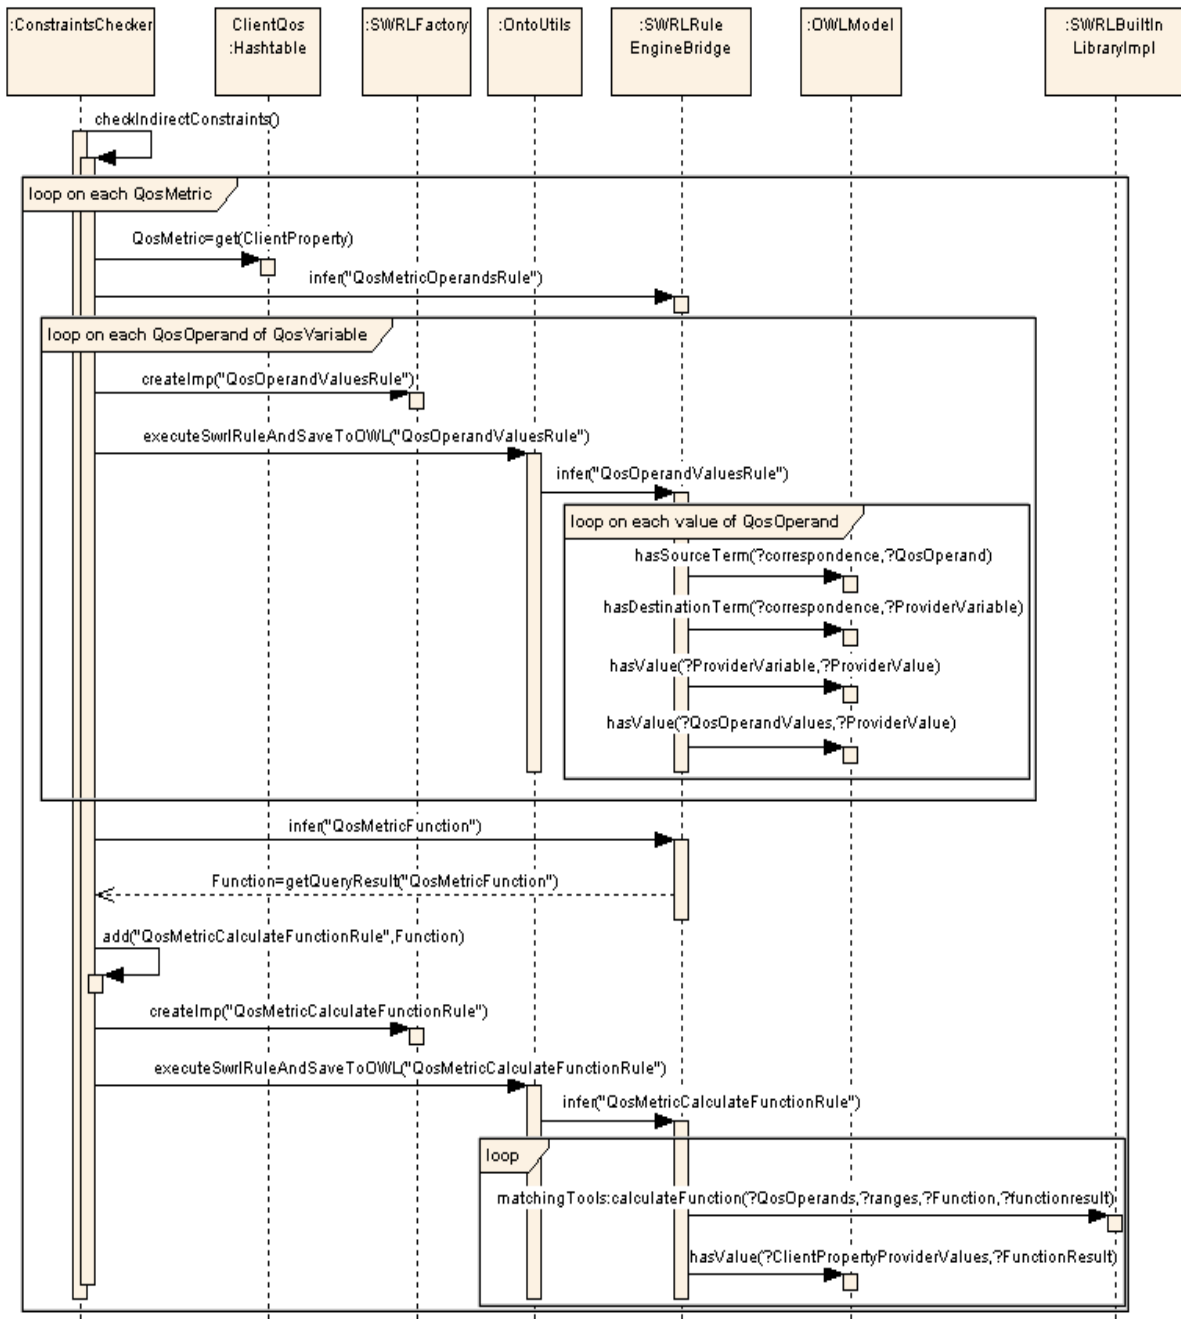 :ConstraintsChecker
ClientQos
:Hashtable
:SWRLFactory
:OntoUtils
:SWRLRule
EngineBridge
:OWLModel
:SWRLBuiltIn
LibraryImpl
checkIndirectConstraints()
loop on each QosMetric
QosMetric=get(ClientProperty)
infer("QosMetricOperandsRule")
loop on each QosOperand of QosVariable
createImp("QosOperandValuesRule")
executeSwrlRuleAndSaveToOWL("QosOperandValuesRule")
infer("QosOperandValuesRule")
loop on each value of QosOperand
hasSourceTerm(?correspondence,?QosOperand)
hasDestinationTerm(?correspondence,?ProviderVariable)
hasValue(?ProviderVariable,?ProviderValue)
hasValue(?QosOperandValues,?ProviderValue)
infer("QosMetricFunction")
Function=getQueryResult("QosMetricFunction")
add("QosMetricCalculateFunctionRule",Function)
createImp("QosMetricCalculateFunctionRule")
executeSwrlRuleAndSaveToOWL("QosMetricCalculateFunctionRule")
infer("QosMetricCalculateFunctionRule")
loop
matchingTools:calculateFunction(?QosOperands,?ranges,?Function,?functionresult)
hasValue(?ClientPropertyProviderValues,?FunctionResult)